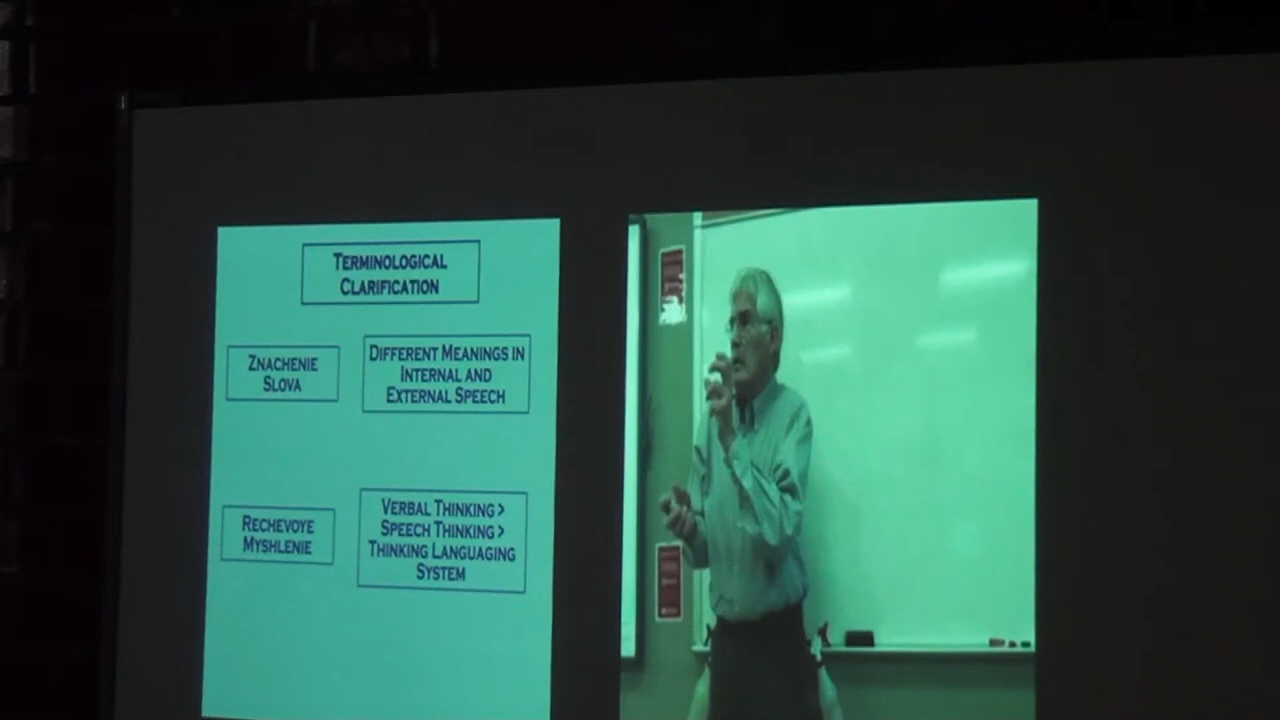 TERMINOLOGICAL
CLARIFICATION
ZNACHENIE
SLOVA
DIFFERENT MEANINGS IN
INTERNAL AND
EXTERNAL SPEECH
RECHEVOYE
MYSHLENIE
VERBAL THINKING >
SPEECH THINKING >
THINKING LANGUAGING
SYSTEM